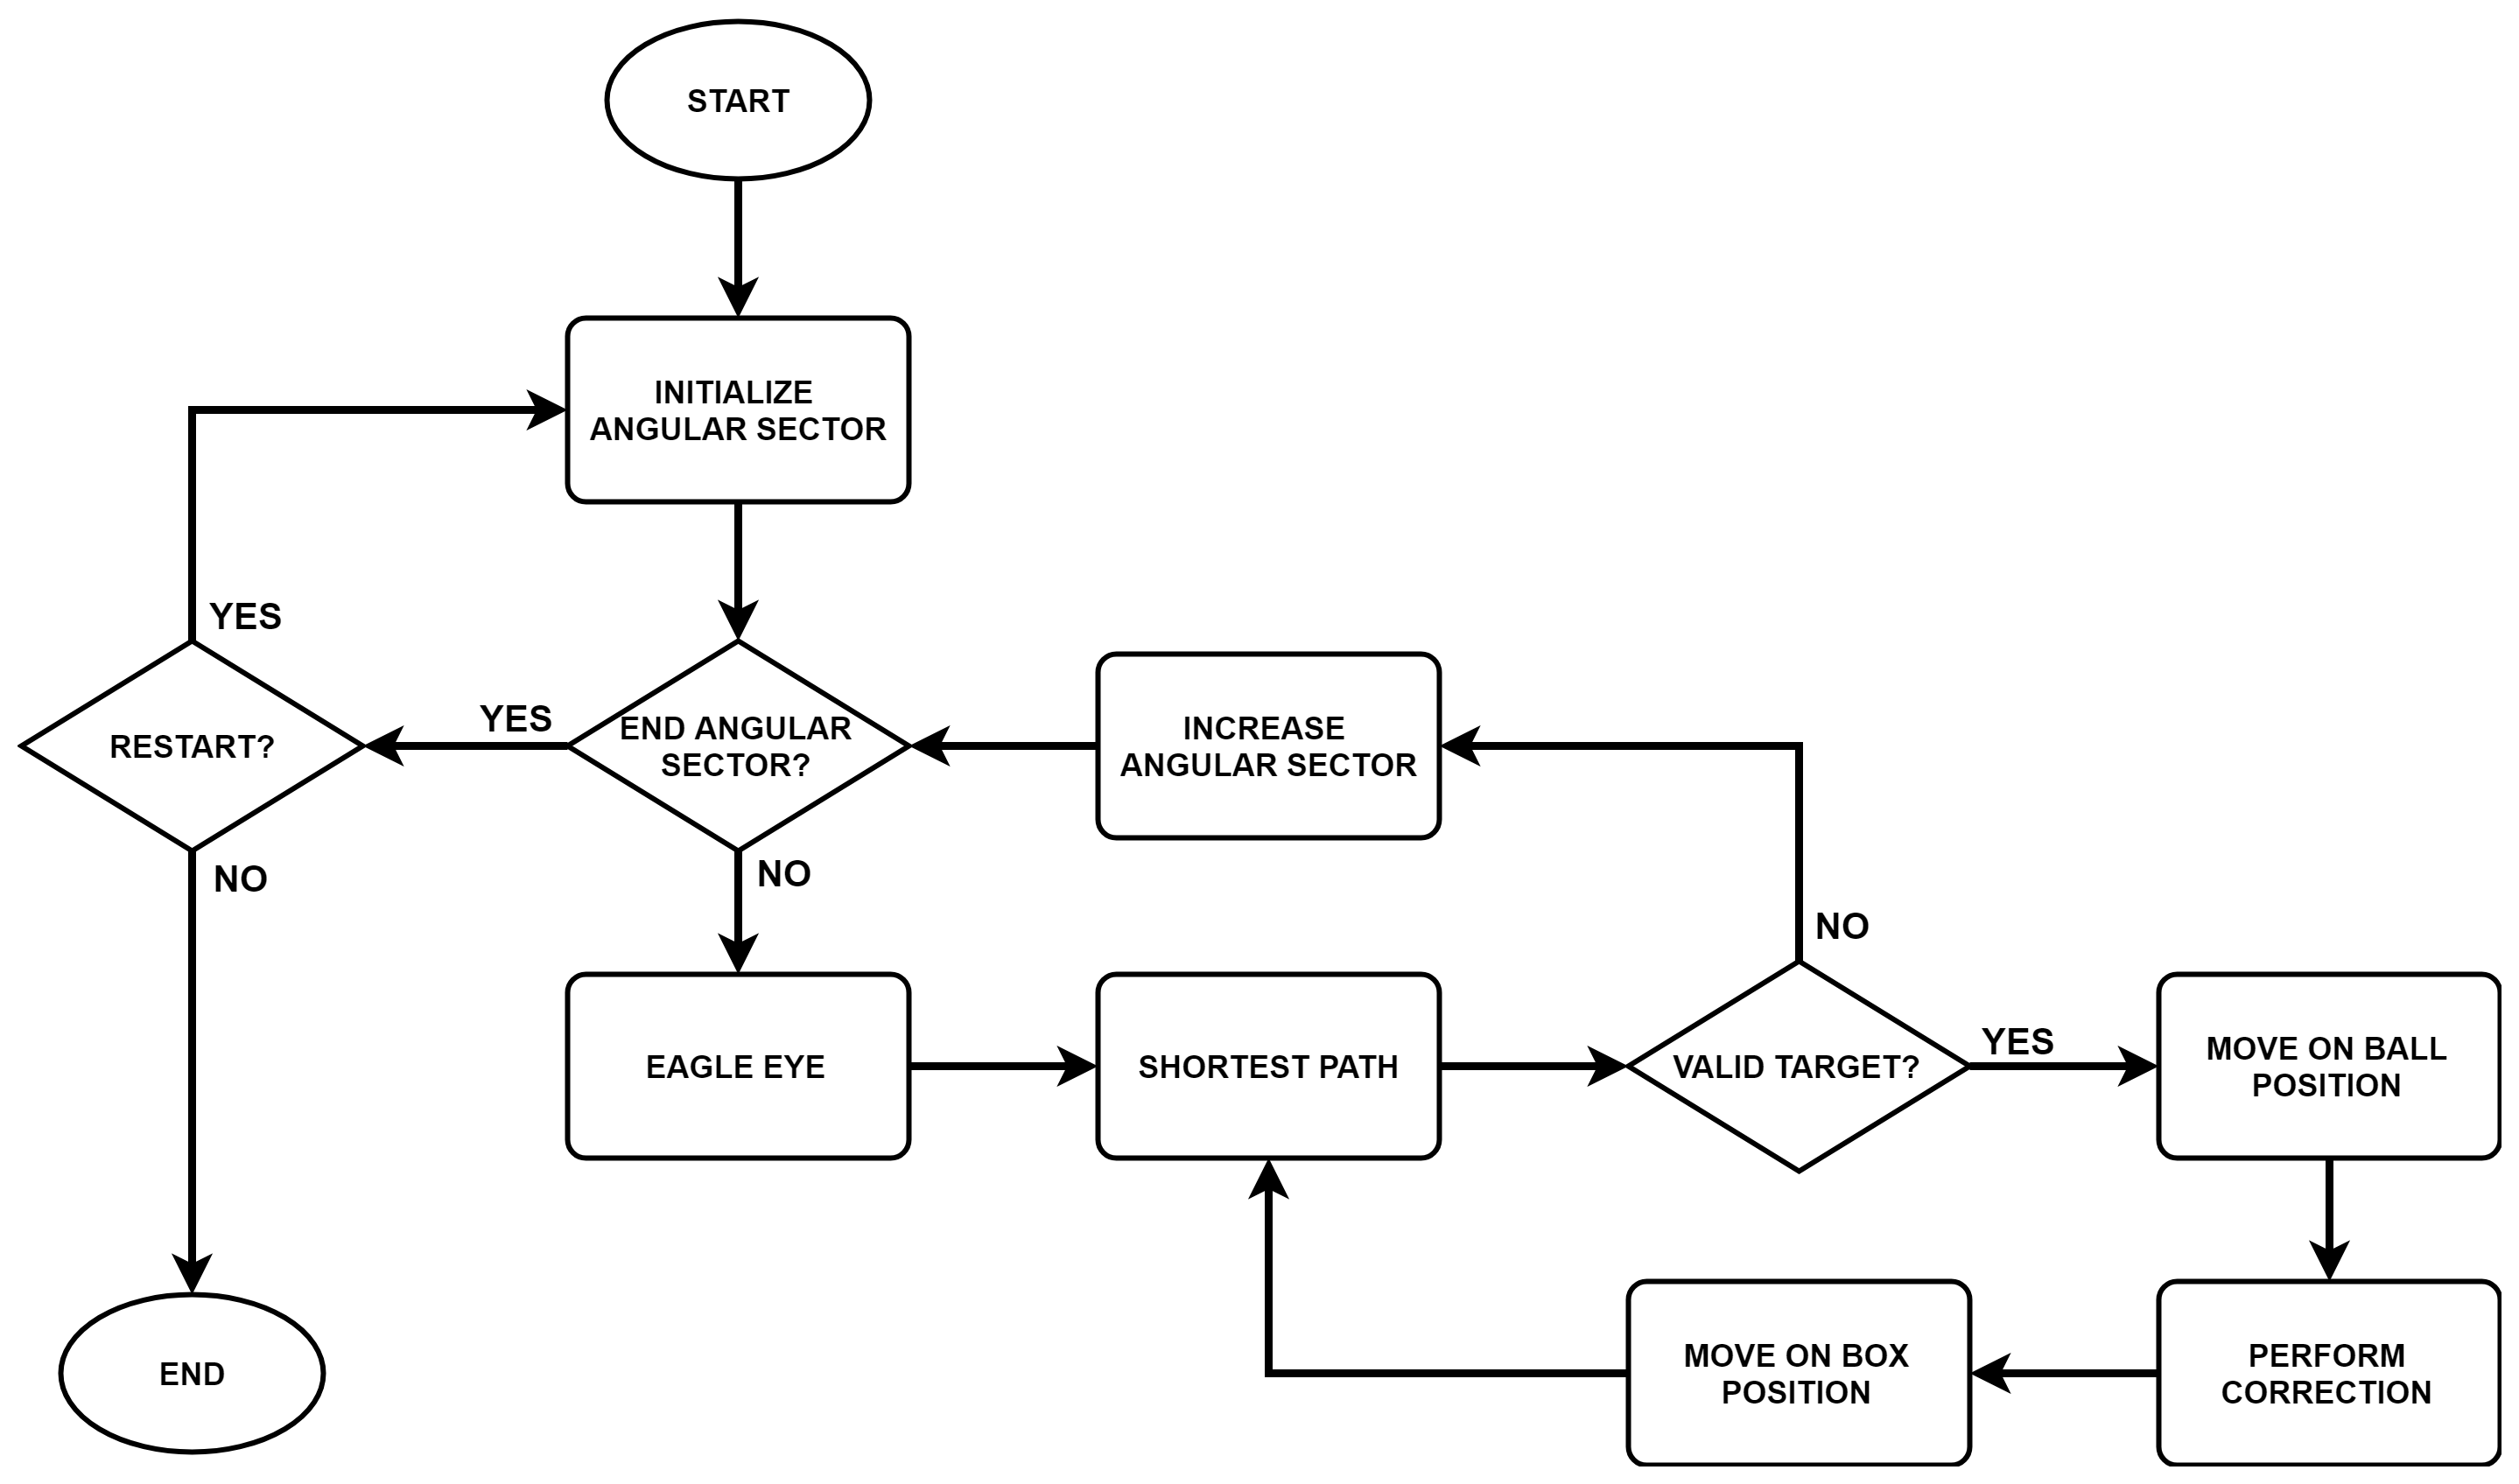 START
INITIALIZE
ANGULAR SECTOR
YES
RESTART?
YES
END ANGULAR
SECTOR?
INCREASE
ANGULAR SECTOR
NO
NO
NO
EAGLE EYE
SHORTEST PATH
VALID TARGET?
YES
MOVE ON BALL
POSITION
END
MOVE ON BOX
POSITION
PERFORM
CORRECTION